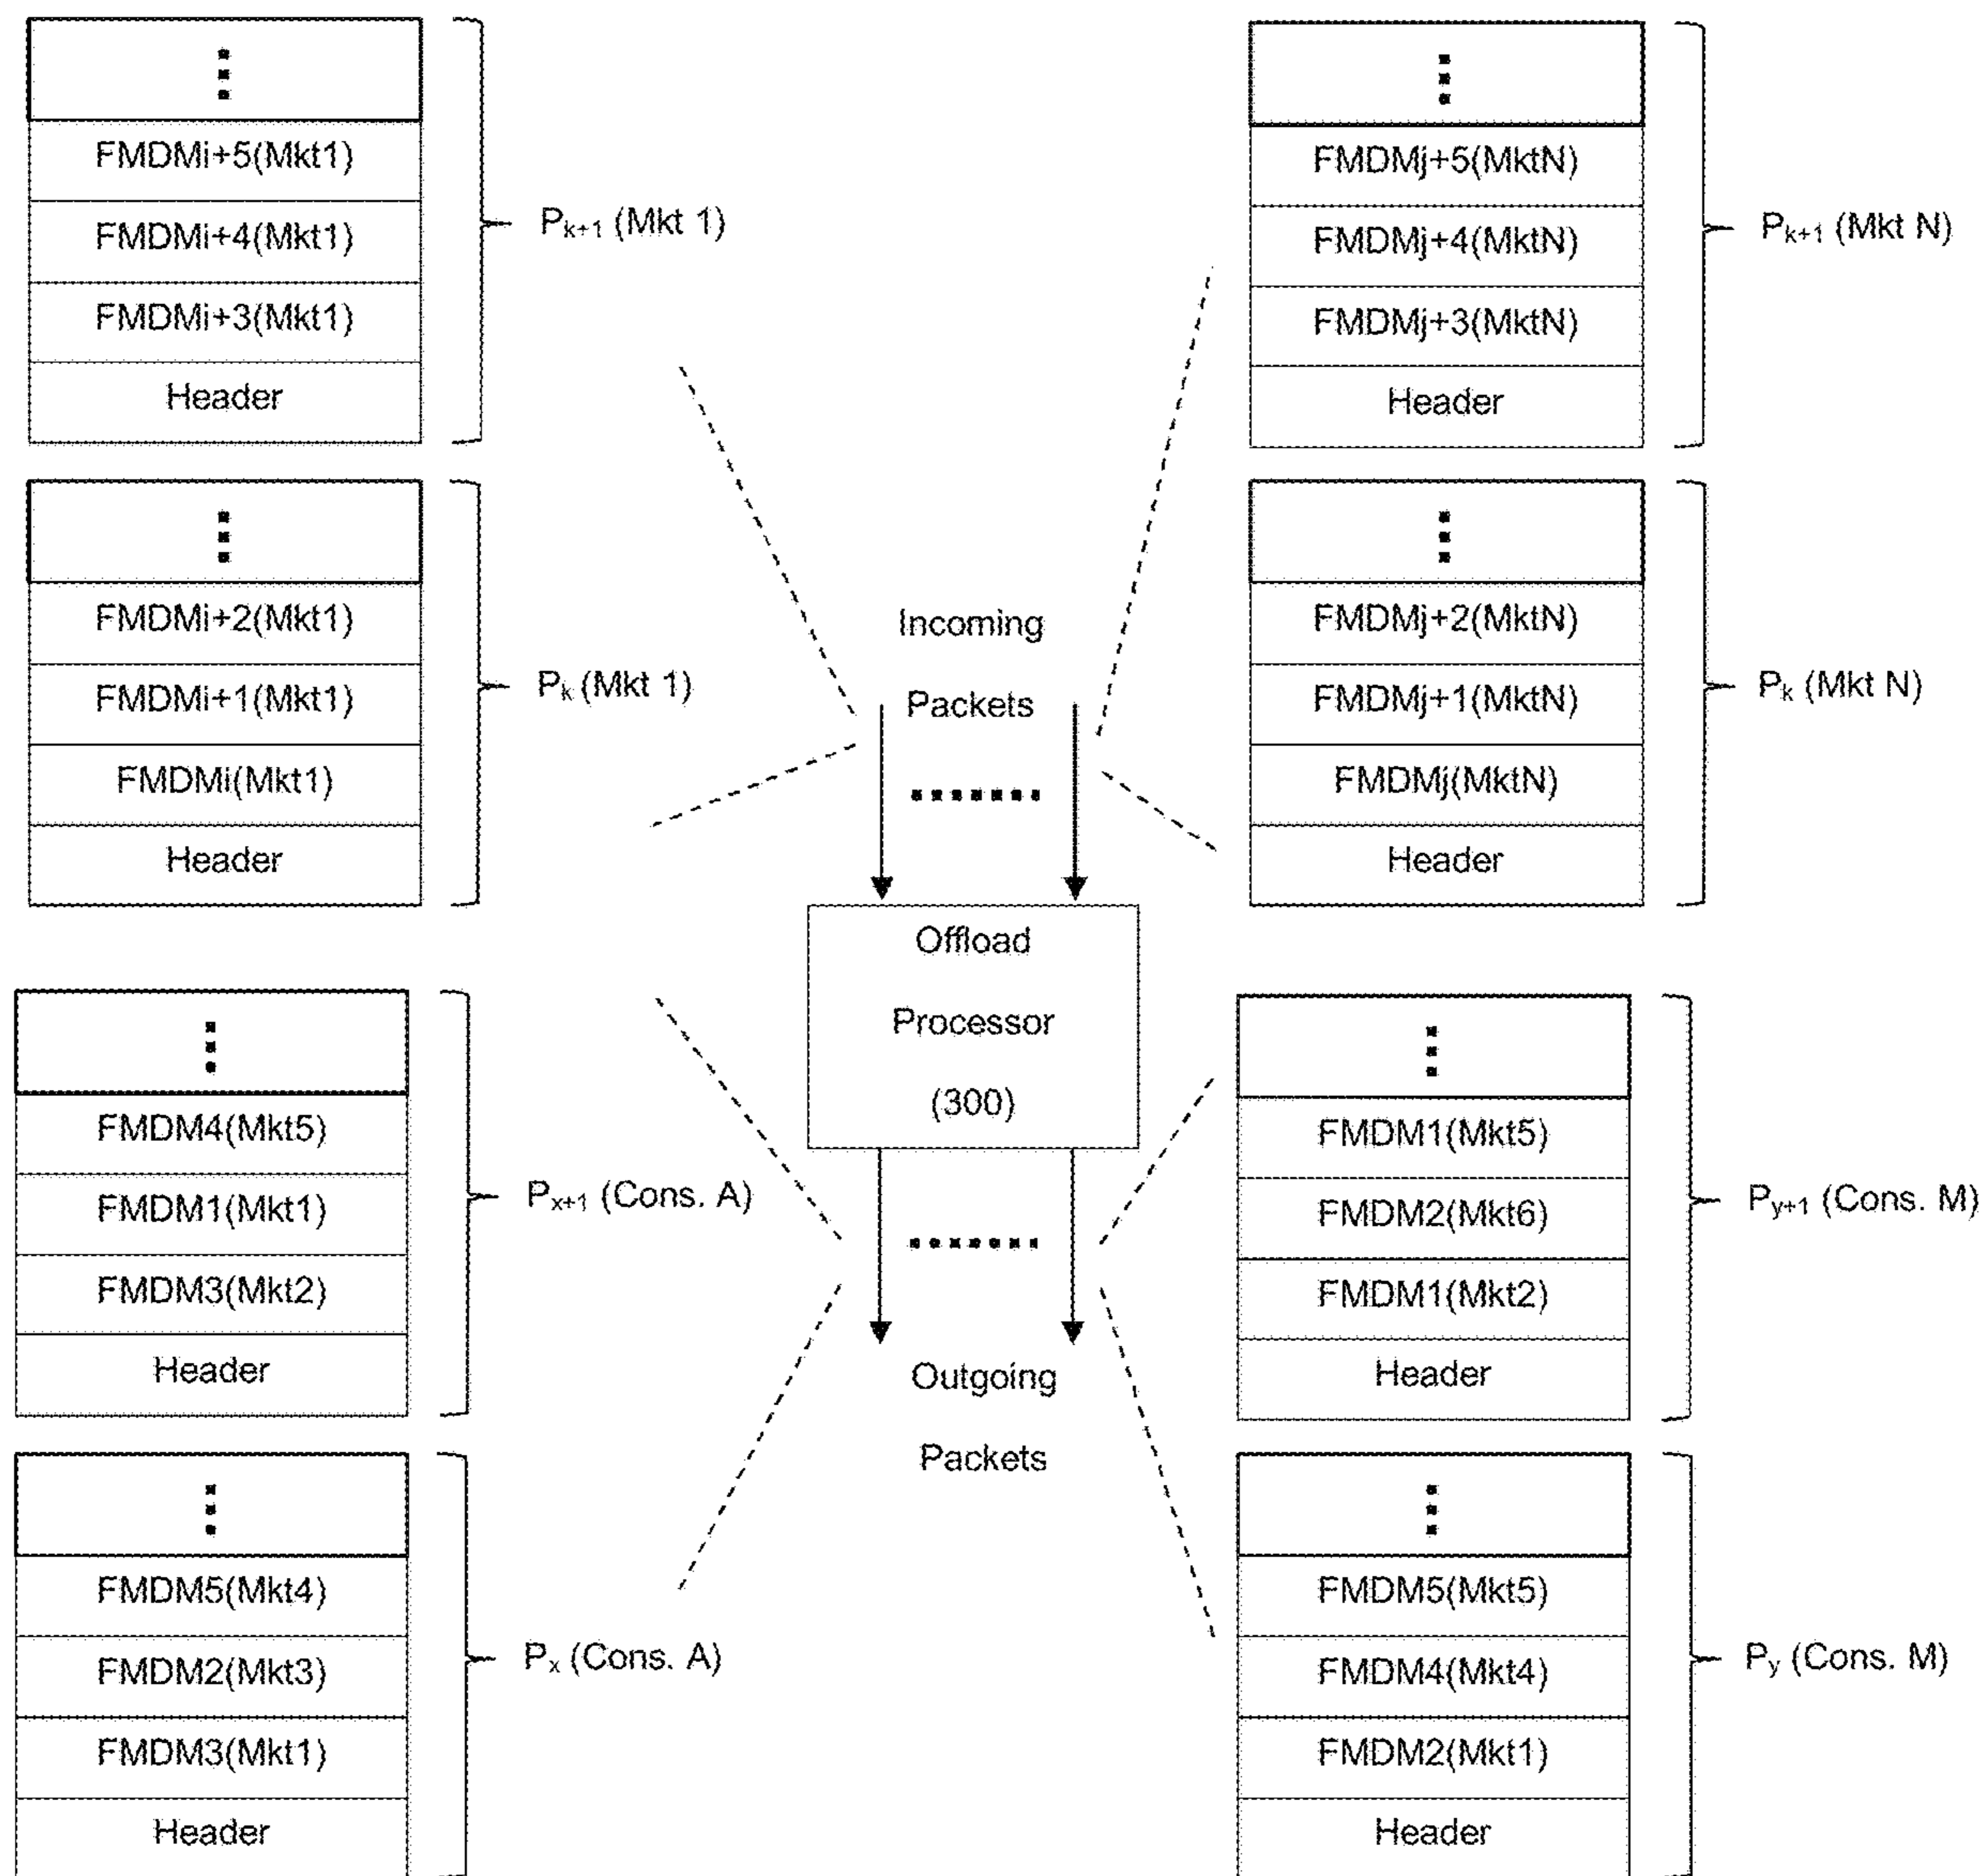 FMDMi+5(Mkt1)
FMDMi+4(Mkt1)
FMDMi+3(Mkt1)
Header
Pk+1 (Mkt 1)
FMDMj+5(MktN)
FMDMj+4(MktN)
FMDMj+3(MktN)
Header
Pk+1 (Mkt N)
FMDMi+2(Mkt1)
FMDMi+1(Mkt1)
FMDMi(Mkt1)
Header
Pk (Mkt 1)
Incoming
Packets
FMDMj+2(MktN)
FMDMj+1(MktN)
FMDMj(MktN)
Header
Pk (Mkt N)
Offload
Processor
(300)
FMDM4(Mkt5)
FMDM1(Mkt1)
FMDM3(Mkt2)
Header
Px+1 (Cons. A)
FMDM1(Mkt5)
FMDM2(Mkt6)
FMDM1(Mkt2)
Header
Py+1 (Cons. M)
Outgoing
Packets
FMDM5(Mkt4)
FMDM2(Mkt3)
FMDM3(Mkt1)
Header
Px (Cons. A)
FMDM5(Mkt5)
FMDM4(Mkt4)
FMDM2(Mkt1)
Header
Py (Cons. M)